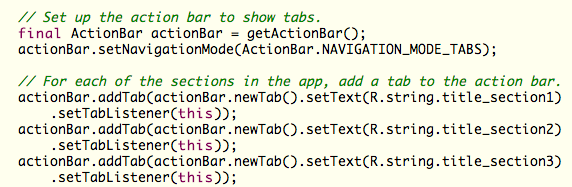 // Set up the action bar to show tabs.
final ActionBar actionBar = getActionBar();
actionBar.setNavigationMode(ActionBar.NAVIGATION_MODE_TABS);

// For each of the sections in the app, add a tab to the action bar.
actionBar.addTab(actionBar.newTab().setText(R.string.title_section1)
    .setTabListener(this));
actionBar.addTab(actionBar.newTab().setText(R.string.title_section2)
    .setTabListener(this));
actionBar.addTab(actionBar.newTab().setText(R.string.title_section3)
    .setTabListener(this));